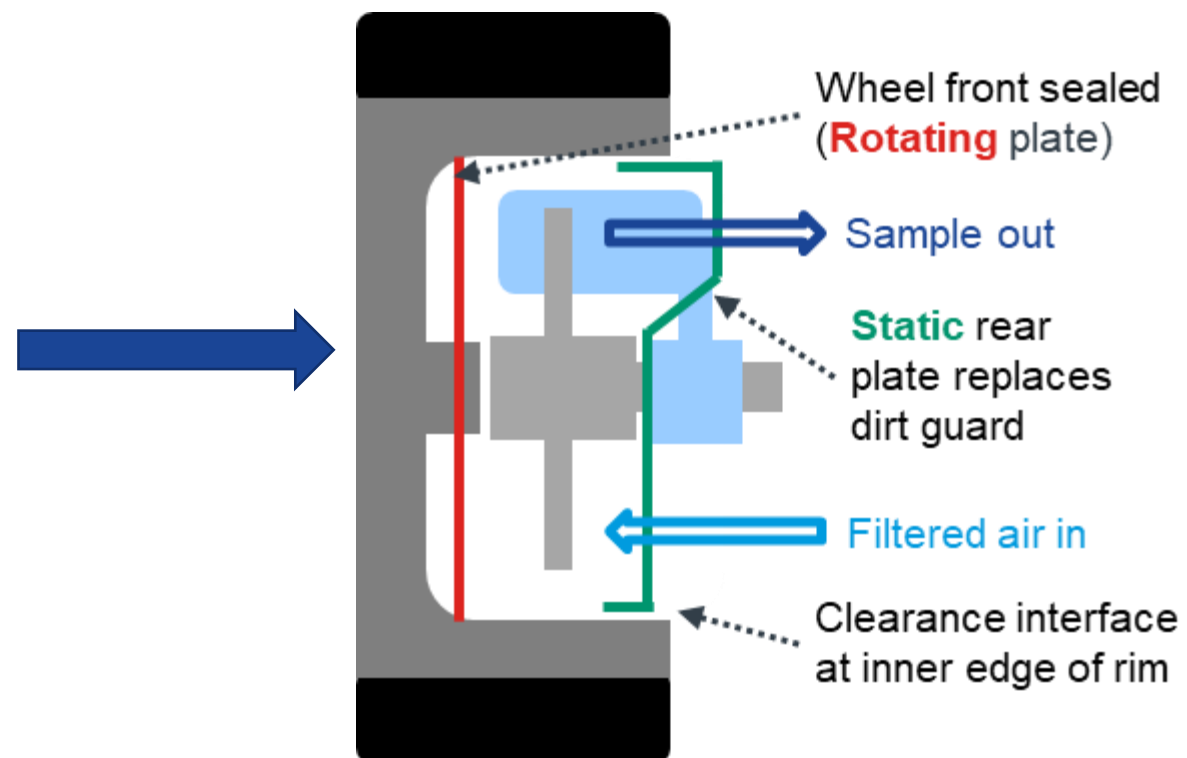 Wheel front sealed
(Rotating plate)
Sample out
Static rear
plate replaces
dirt guard
Filtered air in
Clearance interface
at inner edge of rim